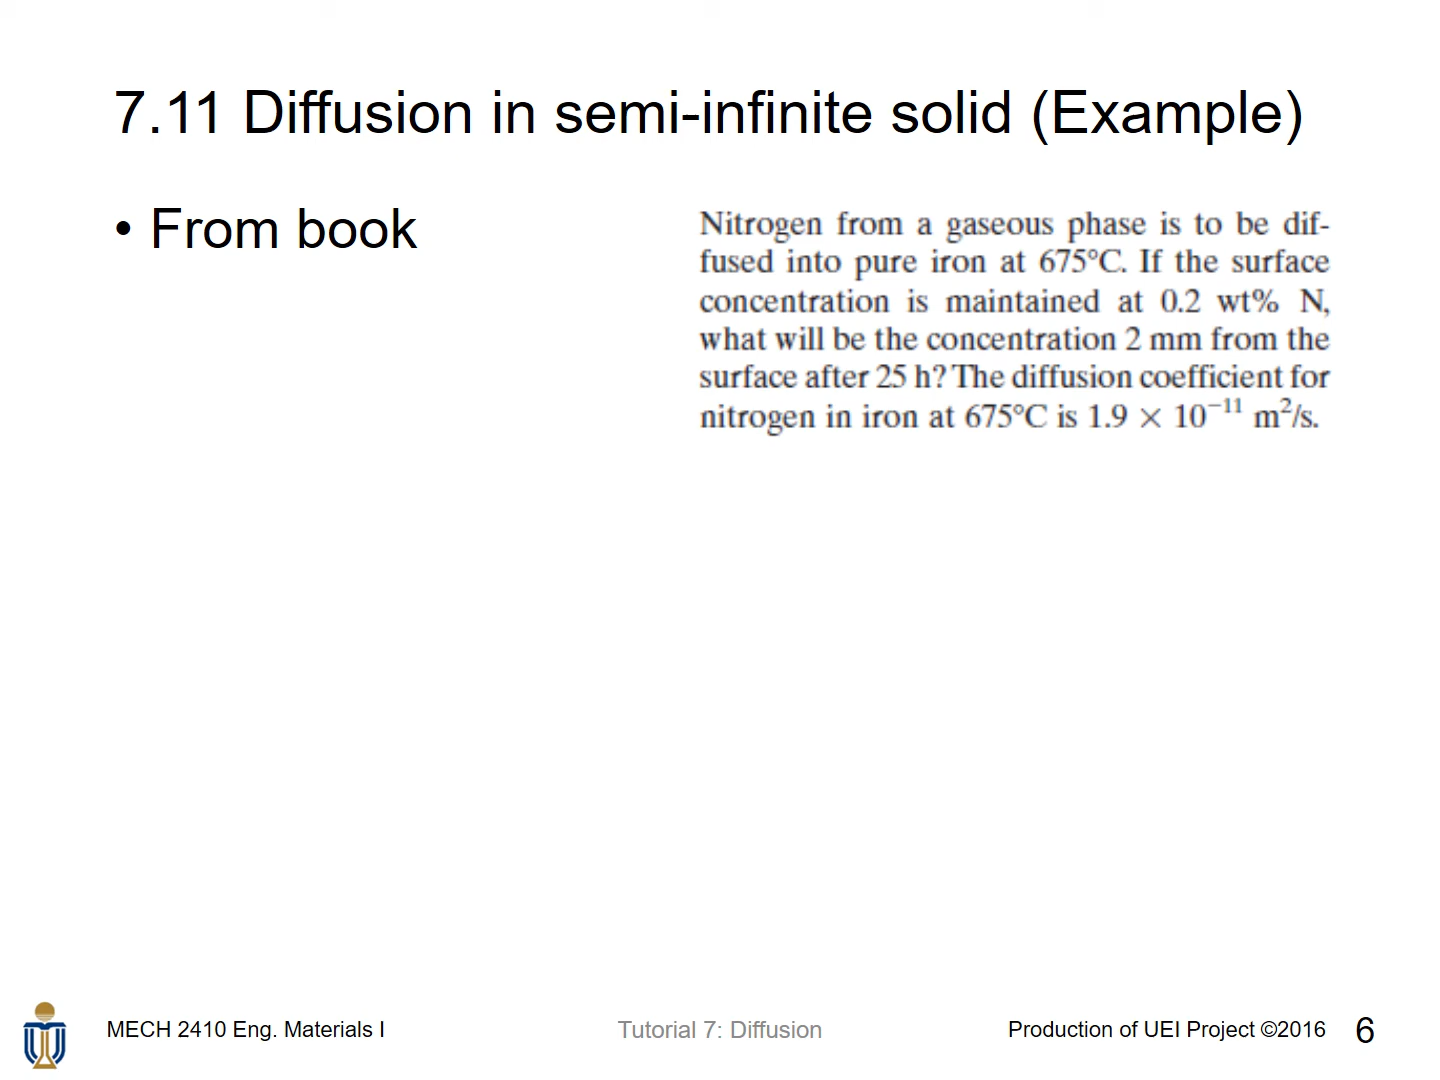 7.11 Diffusion in semi-infinite solid (Example)
• From book
Nitrogen from a gaseous phase is to be dif-
fused into pure iron at 675°C. If the surface
concentration is maintained at 0.2 wt% N,
what will be the concentration 2 mm from the
surface after 25 h? The diffusion coefficient for
nitrogen in iron at 675°C is 1.9 × 10⁻¹¹ m²/s.
MECH 2410 Eng. Materials I
Tutorial 7: Diffusion
Production of UEI Project ©2016
6